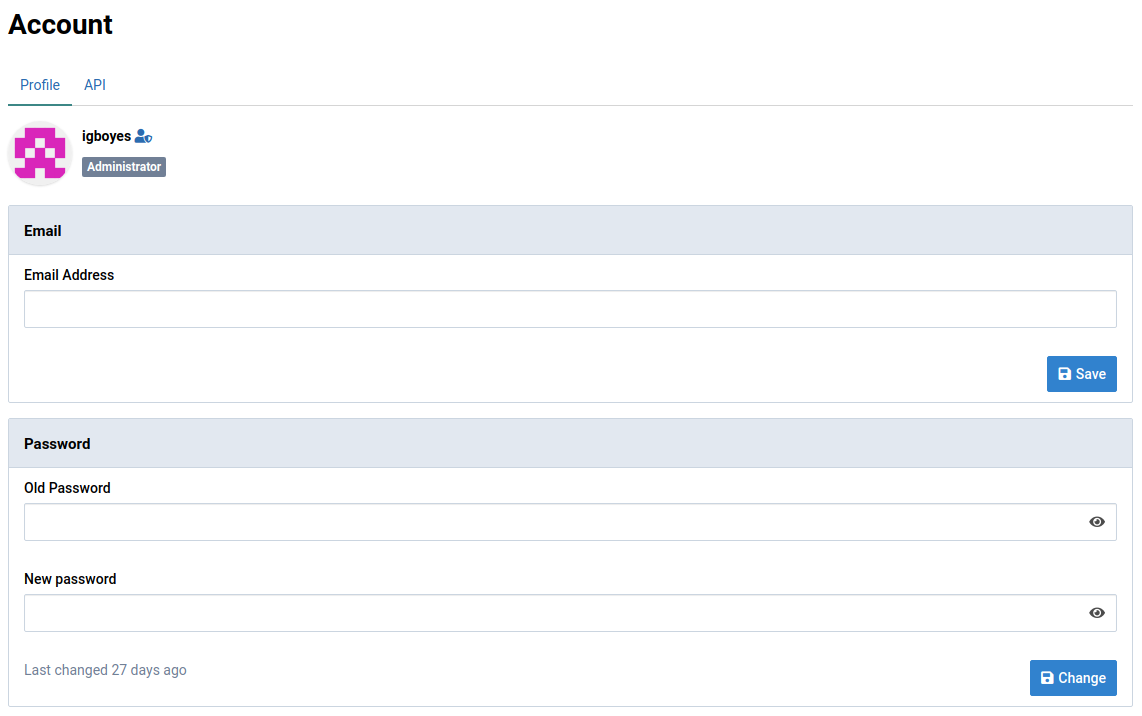 Account
Profile API
igboyes
Administrator
Email
Email Address
Save
Password
Old Password
New password
Last changed 27 days ago
Change